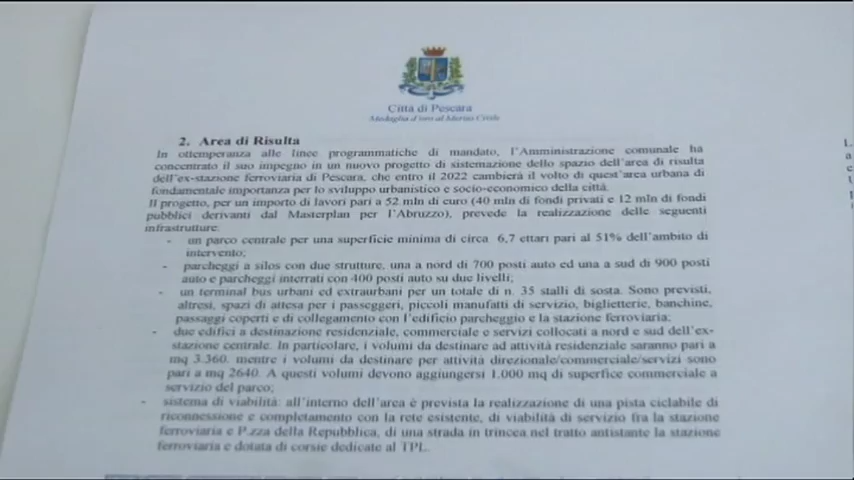 Città di Pescara
Medaglia d'oro al Merito Civile
2. Area di Risulta
In ottemperanza alle linee programmatiche di mandato, l'Amministrazione comunale ha
concentrato il suo impegno in un nuovo progetto di sistemazione dello spazio dell'area di risulta
dell'ex-stazione ferroviaria di Pescara, che entro il 2022 cambierà il volto di quest'area urbana di
fondamentale importanza per lo sviluppo urbanistico e socio-economico della città.
Il progetto, per un importo di lavori pari a 52 mln di euro (40 mln di fondi privati e 12 mln di fondi
pubblici derivanti dal Masterplan per l'Abruzzo), prevede la realizzazione delle seguenti
infrastrutture:
- un parco centrale per una superficie minima di circa 6,7 ettari pari al 51% dell'ambito di
intervento;
- parcheggi a silos con due strutture, una a nord di 700 posti auto ed una a sud di 900 posti
auto e parcheggi interrati con 400 posti auto su due livelli;
- un terminal bus urbani ed extraurbani per un totale di n. 35 stalli di sosta. Sono previsti,
altresì, spazi di attesa per i passeggeri, piccoli manufatti di servizio, biglietterie, banchine,
passaggi coperti e di collegamento con l'edificio parcheggio e la stazione ferroviaria;
- due edifici a destinazione residenziale, commerciale e servizi collocati a nord e sud dell'ex-
stazione centrale. In particolare, i volumi da destinare ad attività residenziale saranno pari a
mq 3.360, mentre i volumi da destinare per attività direzionale/commerciale/servizi sono
pari a mq 2640. A questi volumi devono aggiungersi 1.000 mq di superfice commerciale a
servizio del parco;
- sistema di viabilità: all'interno dell'area è prevista la realizzazione di una pista ciclabile di
riconnessione e completamento con la rete esistente, di viabilità di servizio fra la stazione
ferroviaria e P.zza della Repubblica, di una strada in trincea nel tratto antistante la stazione
ferroviaria e dotata di corsie dedicate al TPL.